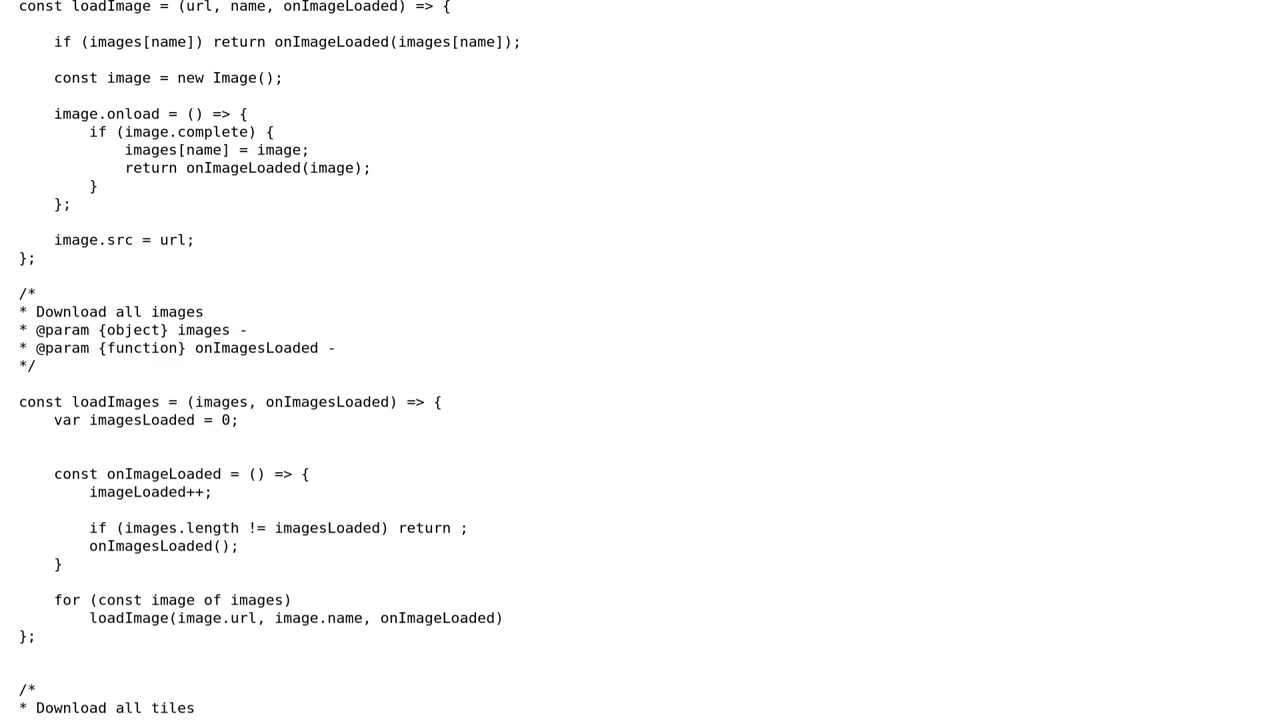 const loadImage = (url, name, onImageLoaded) => {
if (images[name]) return onImageLoaded(images[name]);
const image = new Image();
image.onload = () => {
if (image.complete) {
images[name] = image;
return onImageLoaded(image);
}
};
image.src = url;
};
/*
* Download all images
* @param {object} images -
* @param {function} onImagesLoaded -
*/
const loadImages = (images, onImagesLoaded) => {
var imagesLoaded = 0;
const onImageLoaded = () => {
imageLoaded++;
if (images.length != imagesLoaded) return ;
onImagesLoaded();
}
for (const image of images)
loadImage(image.url, image.name, onImageLoaded)
};
/*
* Download all tiles